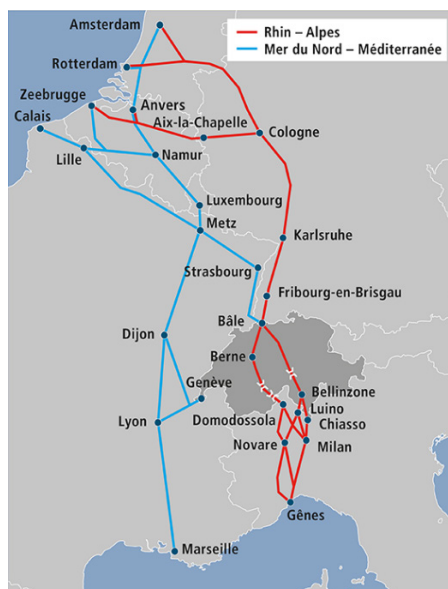 Rhin – Alpes
Mer du Nord – Méditerranée
Amsterdam
Rotterdam
Zeebrugge
Calais
Anvers
Aix-la-Chapelle
Cologne
Lille
Namur
Luxembourg
Metz
Karlsruhe
Strasbourg
Fribourg-en-Brisgau
Bâle
Dijon
Berne
Genève
Bellinzone
Luino
Lyon
Domodossola
Chiasso
Novare
Milan
Gênes
Marseille